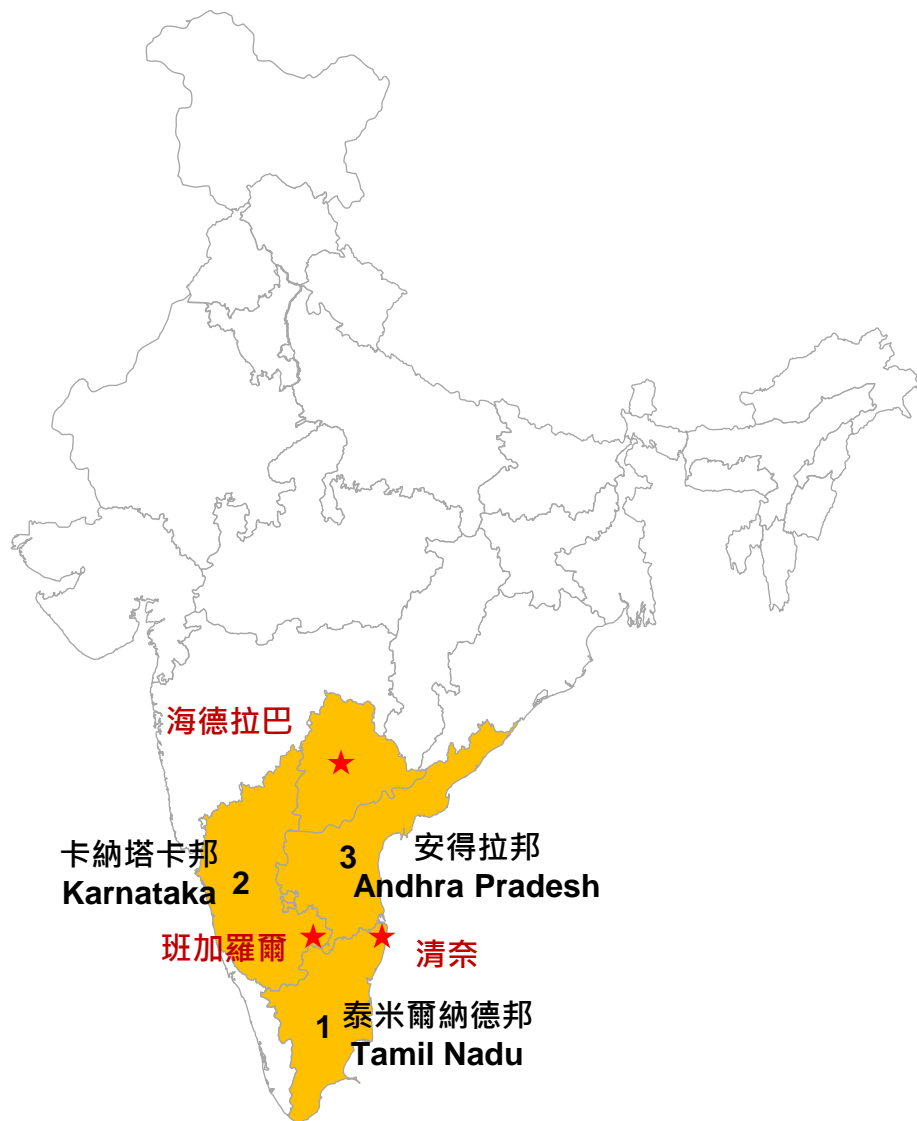 海德拉巴
卡納塔卡邦
Karnataka
2
3
安得拉邦
Andhra Pradesh
班加羅爾
清奈
1
泰米爾納德邦
Tamil Nadu